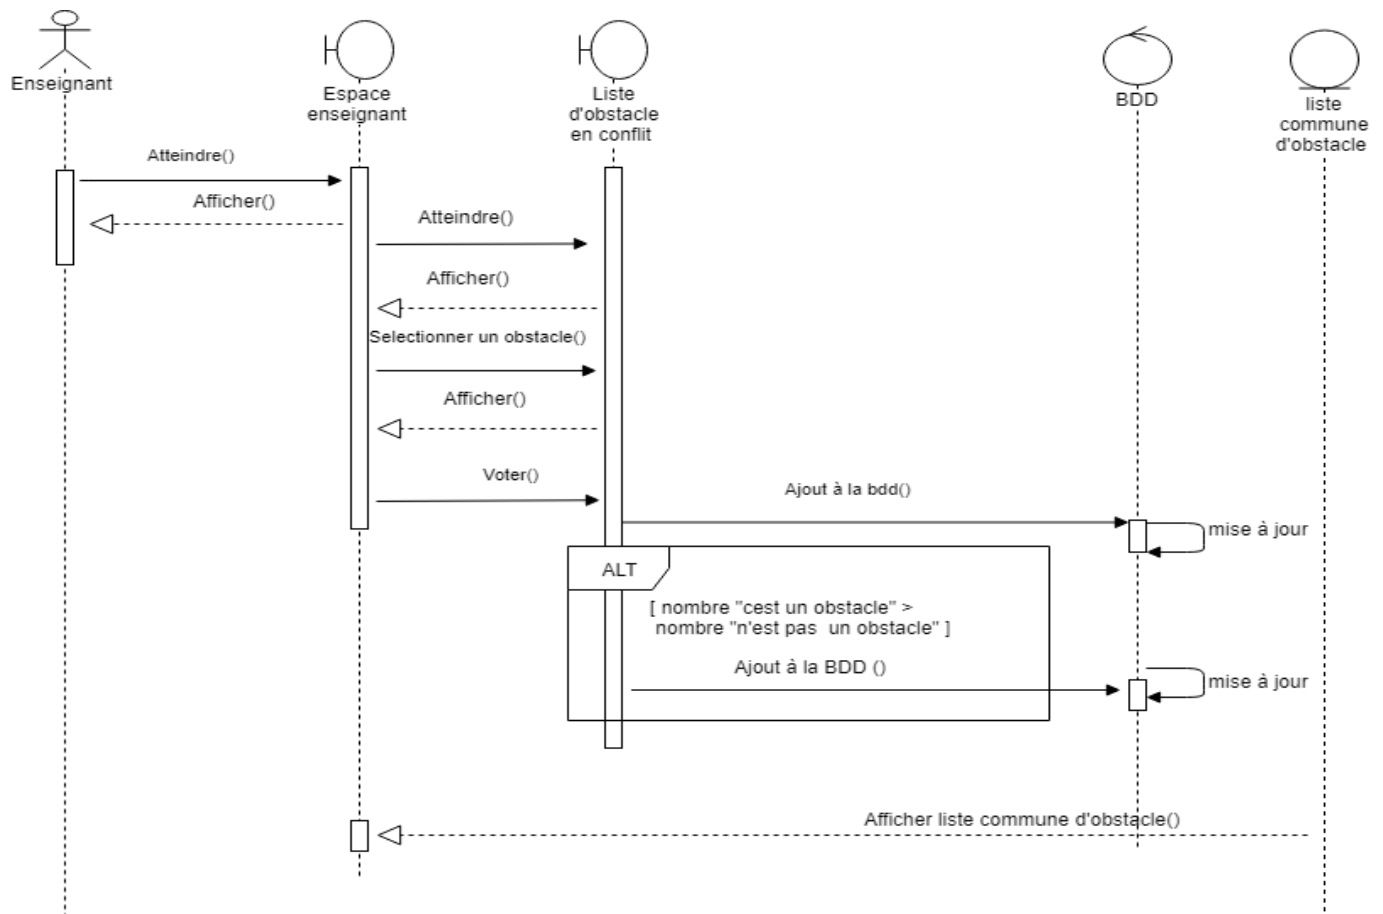 Enseignant
Espace
enseignant
Liste
d'obstacle
en conflit
BDD
liste
commune
d'obstacle
Atteindre()
Afficher()
Atteindre()
Afficher()
Selectionner un obstacle()
Afficher()
Voter()
Ajout à la bdd()
mise à jour
ALT
[ nombre "cest un obstacle" >
nombre "n'est pas  un obstacle" ]
Ajout à la BDD ()
mise à jour
Afficher liste commune d'obstacle()